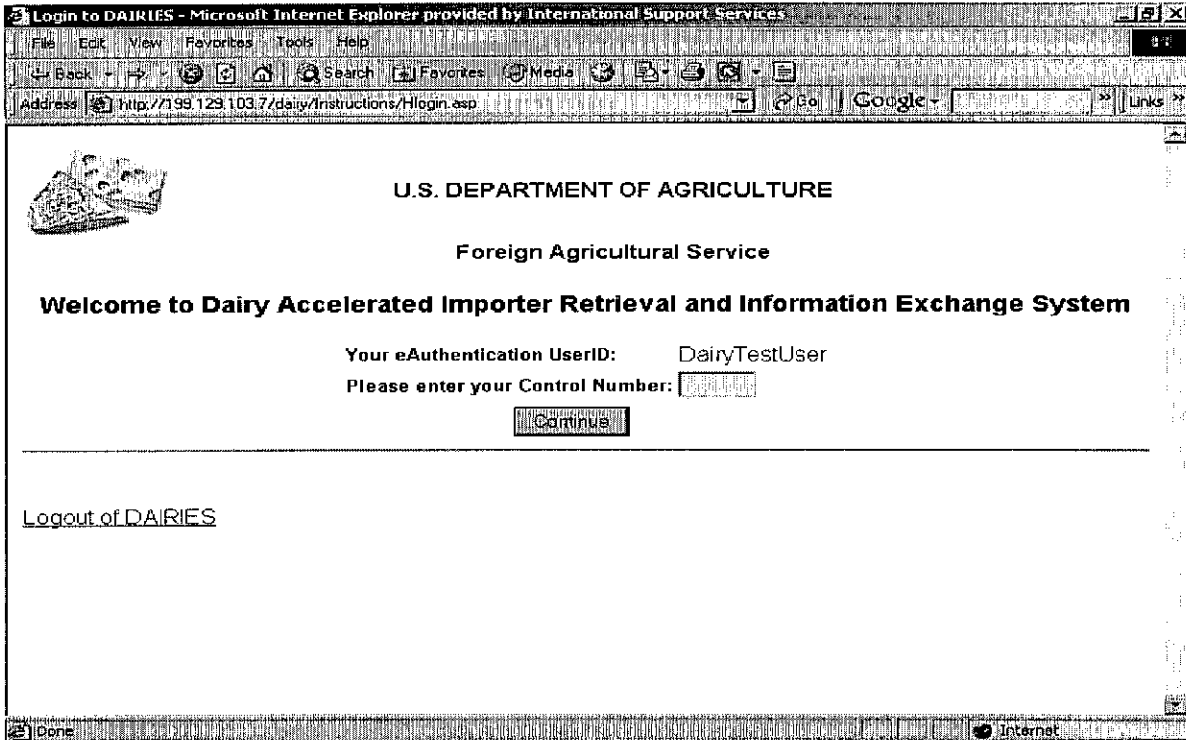 Login to DAIRIES - Microsoft Internet Explorer provided by International Support Services
File Edit View Favorites Tools Help
Back Search Favorites Media
Address http://199.129.103.7/dairy/Instructions/Hlogin.asp Go Google Links
U.S. DEPARTMENT OF AGRICULTURE
Foreign Agricultural Service
Welcome to Dairy Accelerated Importer Retrieval and Information Exchange System
Your eAuthentication UserID: DairyTestUser
Please enter your Control Number:
Continue
Logout of DAIRIES
Done Internet